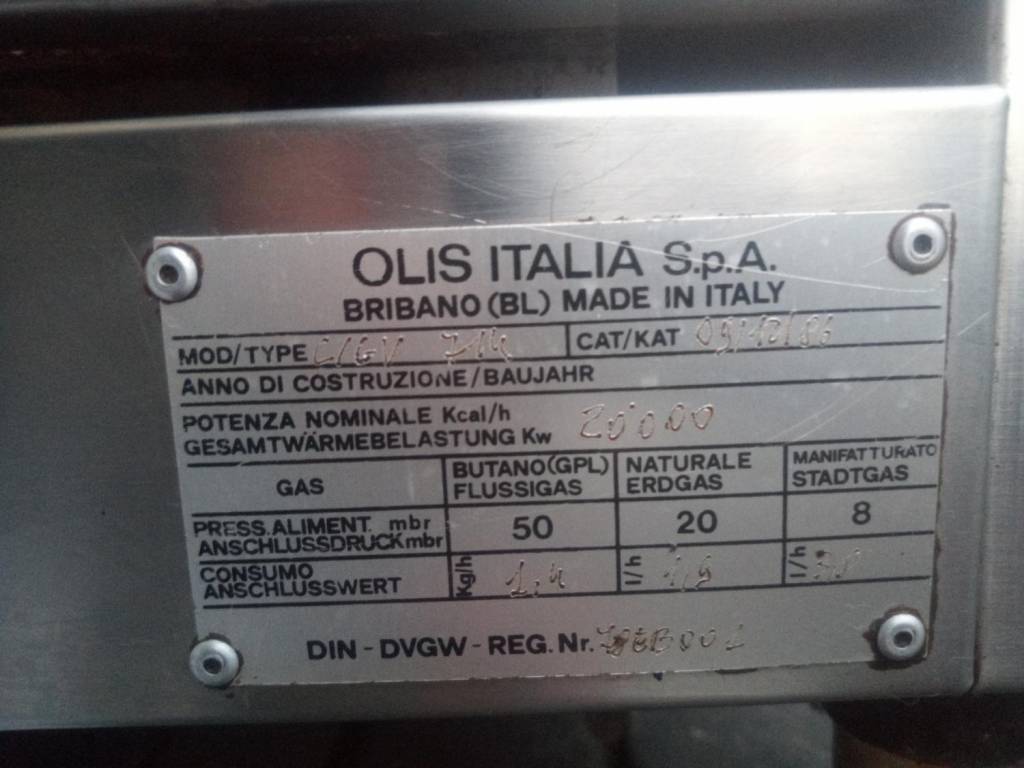 OLIS ITALIA S.p.A.
BRIBANO (BL) MADE IN ITALY
MOD/TYPE CAT/KAT
ANNO DI COSTRUZIONE/BAUJAHR
POTENZA NOMINALE Kcal/h
GESAMTWÄRMEBELASTUNG Kw 20000
GAS
BUTANO(GPL)
FLUSSIGAS
NATURALE
ERDGAS
MANIFATTURATO
STADTGAS
PRESS.ALIMENT. mbr
ANSCHLUSSDRUCK mbr
50 20 8
CONSUMO
ANSCHLUSSWERT
Kg/h 1,4 l/h l/h
DIN - DVGW - REG. Nr.